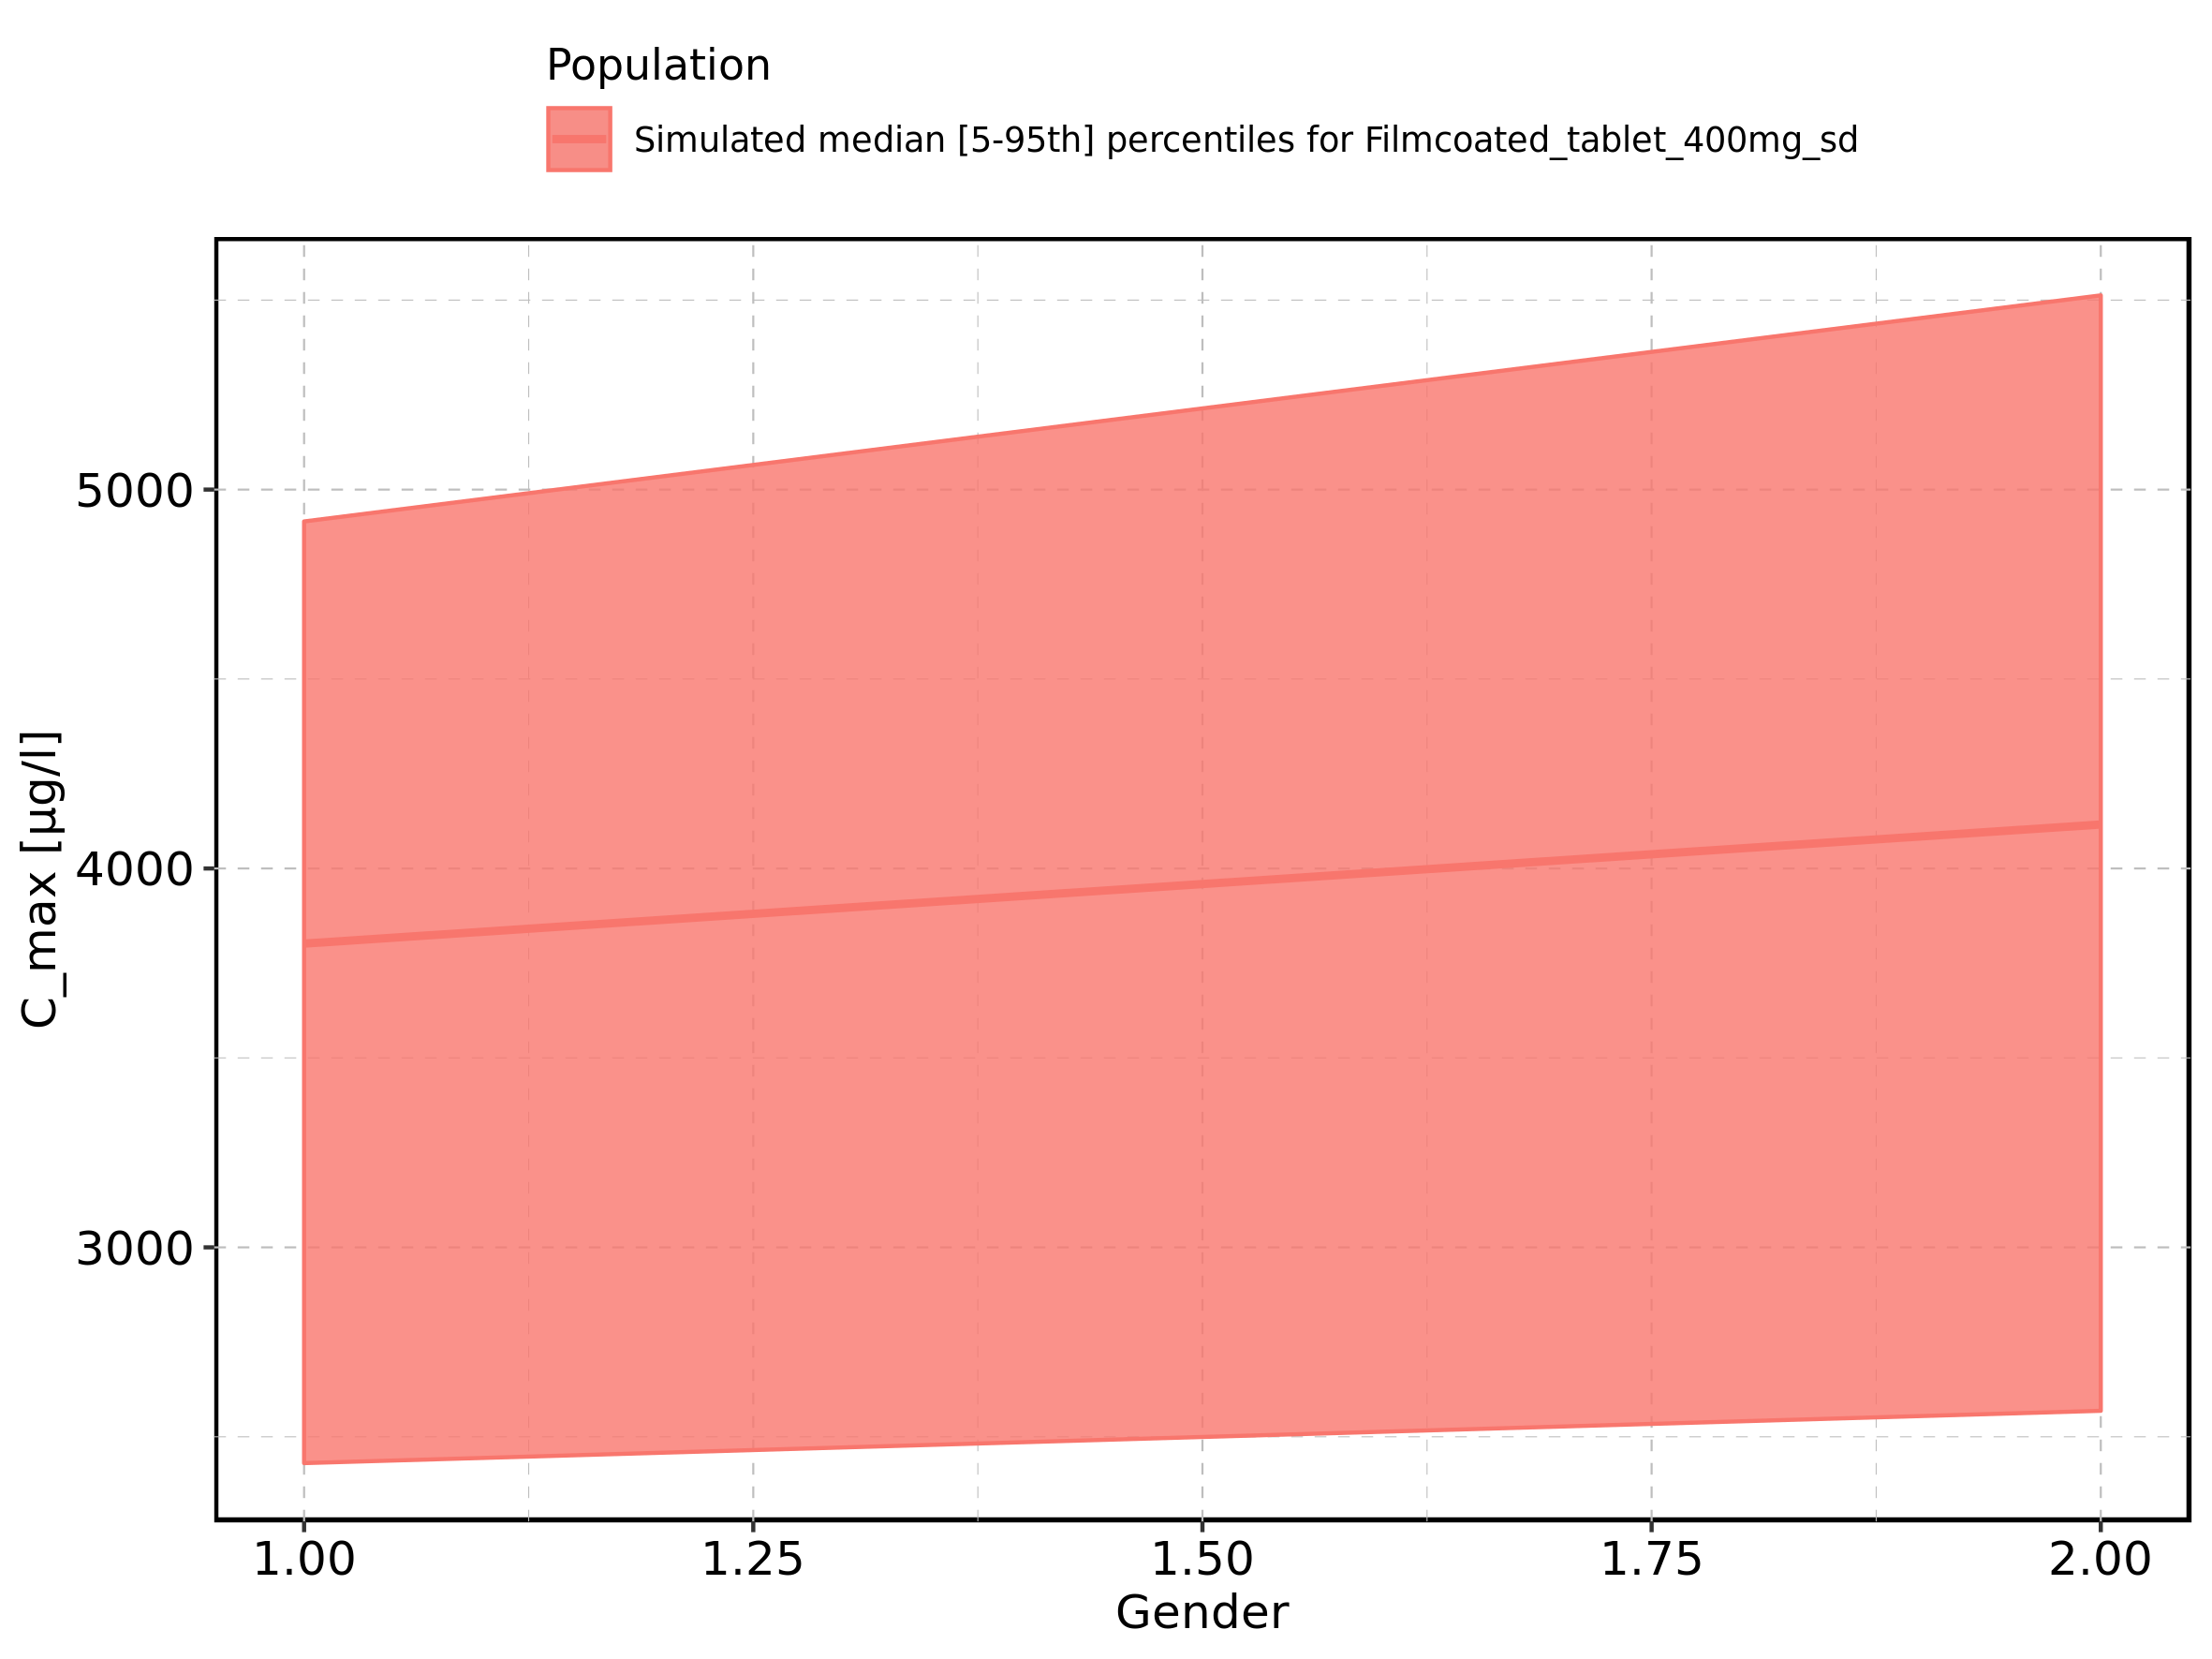 Population
Simulated median [5-95th] percentiles for Filmcoated_tablet_400mg_sd
C_max [µg/l]
5000
4000
3000
1.00 1.25 1.50 1.75 2.00
Gender